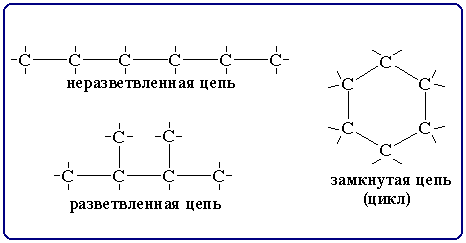 C C C C C C
неразветвленная цепь
C C
C C C C
разветвленная цепь
C
C C
C C
C
замкнутая цепь
(цикл)